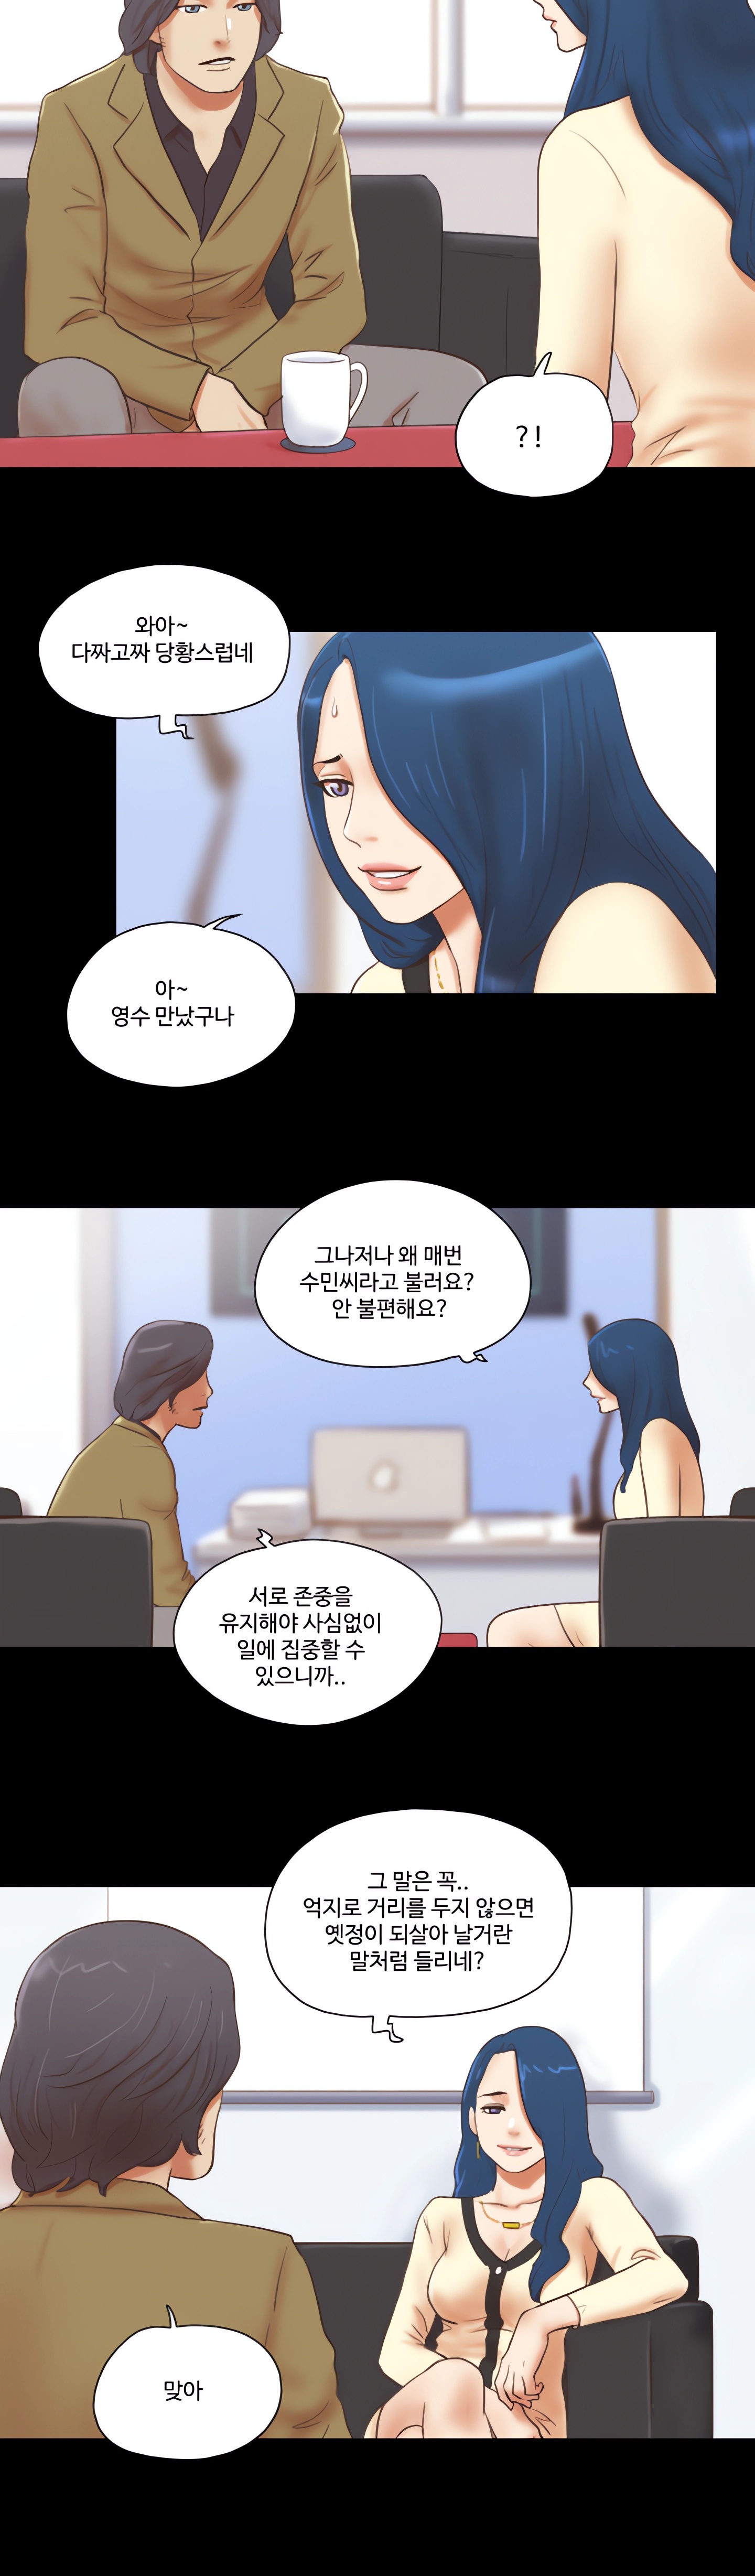 ?!
와아~
다짜고짜 당황스럽네
아~
영수 만났구나
그나저나 왜 매번
수민씨라고 불러요?
안 불편해요?
서로 존중을
유지해야 사심없이
일에 집중할 수
있으니까..
그 말은 꼭..
억지로 거리를 두지 않으면
옛정이 되살아 날거란
말처럼 들리네?
맞아